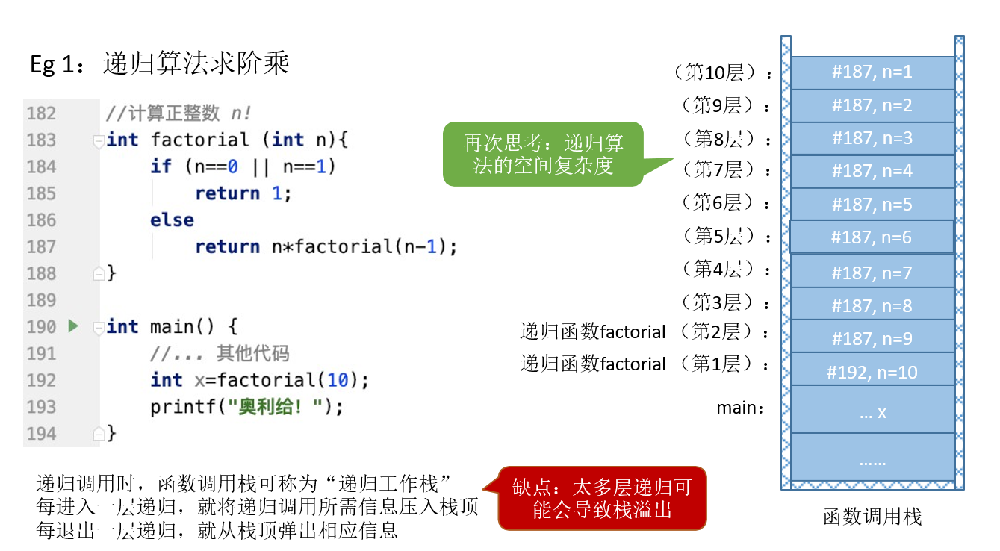 Eg 1：递归算法求阶乘
182 //计算正整数 n!
183 int factorial (int n){
184 if (n==0 || n==1)
185 return 1;
186 else
187 return n*factorial(n-1);
188 }
189
190 int main() {
191 //... 其他代码
192 int x=factorial(10);
193 printf("奥利给！");
194 }
递归调用时，函数调用栈可称为“递归工作栈”
每进入一层递归，就将递归调用所需信息压入栈顶
每退出一层递归，就从栈顶弹出相应信息
缺点：太多层递归可
能会导致栈溢出
再次思考：递归算
法的空间复杂度
（第10层）： #187, n=1
（第9层）： #187, n=2
（第8层）： #187, n=3
（第7层）： #187, n=4
（第6层）： #187, n=5
（第5层）： #187, n=6
（第4层）： #187, n=7
（第3层）： #187, n=8
递归函数factorial （第2层）： #187, n=9
递归函数factorial （第1层）： #192, n=10
main： ... x
……
函数调用栈